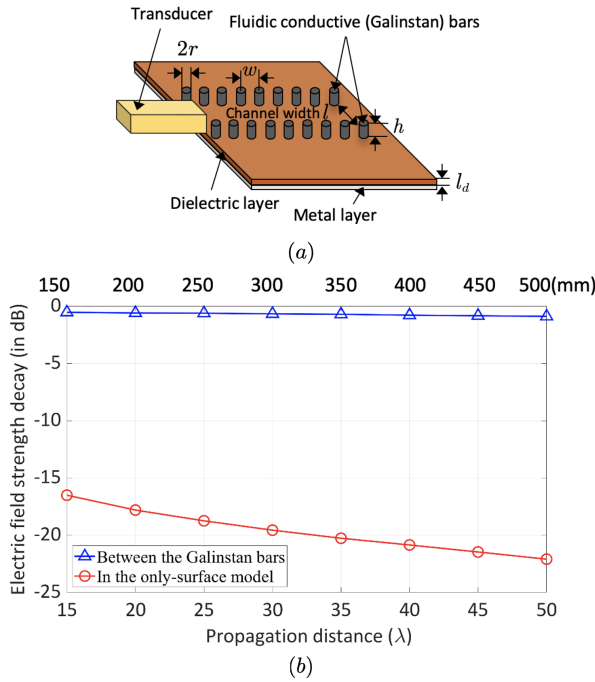 Transducer
Fluidic conductive (Galinstan) bars
2r
w
Channel width l
h
Dielectric layer
Metal layer
l_d
(a)
150 200 250 300 350 400 450 500(mm)
0
-5
-10
-15
-20
-25
Electric field strength decay (in dB)
Between the Galinstan bars
In the only-surface model
15 20 25 30 35 40 45 50
Propagation distance (λ)
(b)